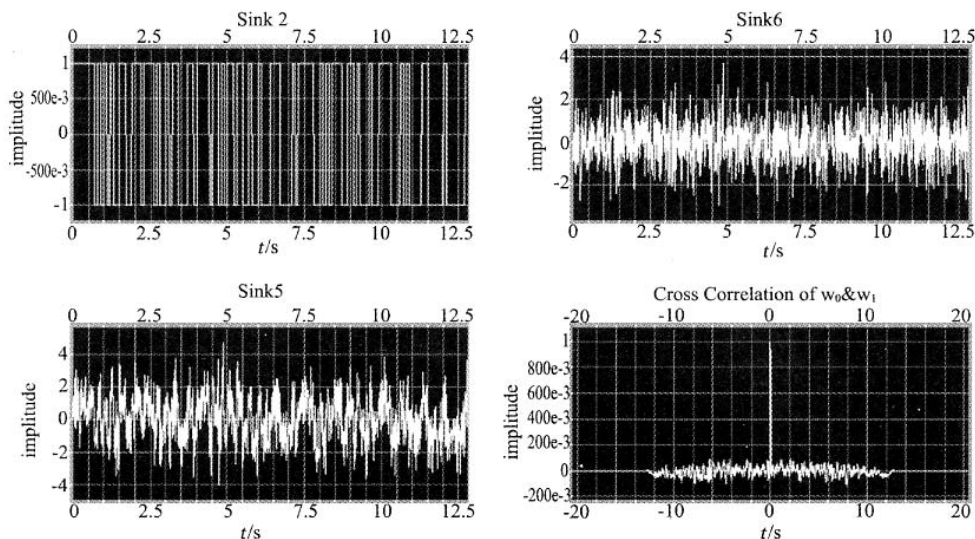 Sink 2
0 2.5 5 7.5 10 12.5
1
500e-3
0
-500e-3
-1
implitude
0 2.5 5 7.5 10 12.5
t/s
Sink6
0 2.5 5 7.5 10 12.5
4
2
0
-2
implitude
0 2.5 5 7.5 10 12.5
t/s
Sink5
0 2.5 5 7.5 10 12.5
4
2
0
-2
-4
implitude
0 2.5 5 7.5 10 12.5
t/s
Cross Correlation of w₀&w₁
-20 -10 0 10 20
1
800e-3
600e-3
400e-3
200e-3
0
-200e-3
implitude
-20 -10 0 10 20
t/s